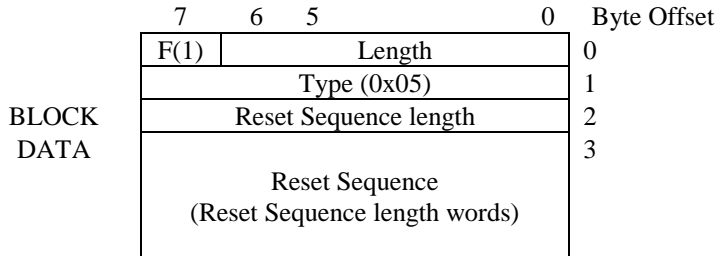 7 6 5 0 Byte Offset
F(1) Length 0
Type (0x05) 1
BLOCK Reset Sequence length 2
DATA 3
Reset Sequence
(Reset Sequence length words)